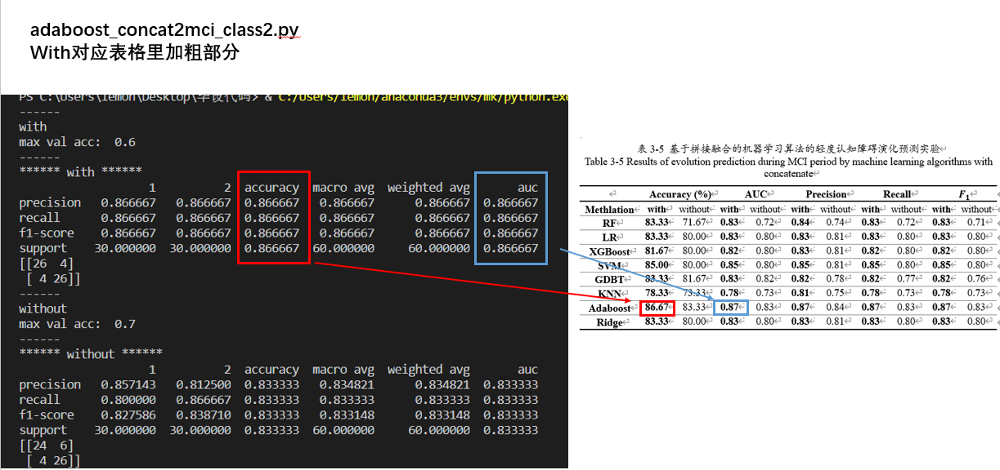 adaboost_concat2mci_class2.py
With对应表格里加粗部分
PS C:\Users\lemon\Desktop\毕设代码> & C:/Users/lemon/anaconda3/envs/mk/python.exe
------
with
max val acc:  0.6
------
****** with ******
1 2 accuracy macro avg weighted avg auc
precision 0.866667 0.866667 0.866667 0.866667 0.866667 0.866667
recall 0.866667 0.866667 0.866667 0.866667 0.866667 0.866667
f1-score 0.866667 0.866667 0.866667 0.866667 0.866667 0.866667
support 30.000000 30.000000 0.866667 60.000000 60.000000 0.866667
[[26  4]
 [ 4 26]]
------
without
max val acc:  0.7
------
****** without ******
1 2 accuracy macro avg weighted avg auc
precision 0.857143 0.812500 0.833333 0.834821 0.834821 0.833333
recall 0.800000 0.866667 0.833333 0.833333 0.833333 0.833333
f1-score 0.827586 0.838710 0.833333 0.833148 0.833148 0.833333
support 30.000000 30.000000 0.833333 60.000000 60.000000 0.833333
[[24  6]
 [ 4 26]]
表 3-5 基于拼接融合的机器学习算法的轻度认知障碍演化预测实验
Table 3-5 Results of evolution prediction during MCI period by machine learning algorithms with
concatenate
Accuracy (%) AUC Precision Recall F1
Methlation with without with without with without with without with without
RF 83.33 71.67 0.83 0.72 0.84 0.74 0.83 0.72 0.83 0.71
LR 83.33 80.00 0.83 0.80 0.83 0.81 0.83 0.80 0.83 0.80
XGBoost 81.67 80.00 0.82 0.80 0.83 0.81 0.82 0.80 0.82 0.80
SVM 85.00 80.00 0.85 0.80 0.85 0.81 0.85 0.80 0.85 0.80
GDBT 83.33 81.67 0.83 0.82 0.82 0.78 0.82 0.77 0.82 0.76
KNN 78.33 73.33 0.78 0.73 0.81 0.75 0.78 0.73 0.78 0.73
Adaboost 86.67 83.33 0.87 0.83 0.87 0.84 0.87 0.83 0.87 0.83
Ridge 83.33 80.00 0.83 0.80 0.83 0.81 0.83 0.80 0.83 0.80